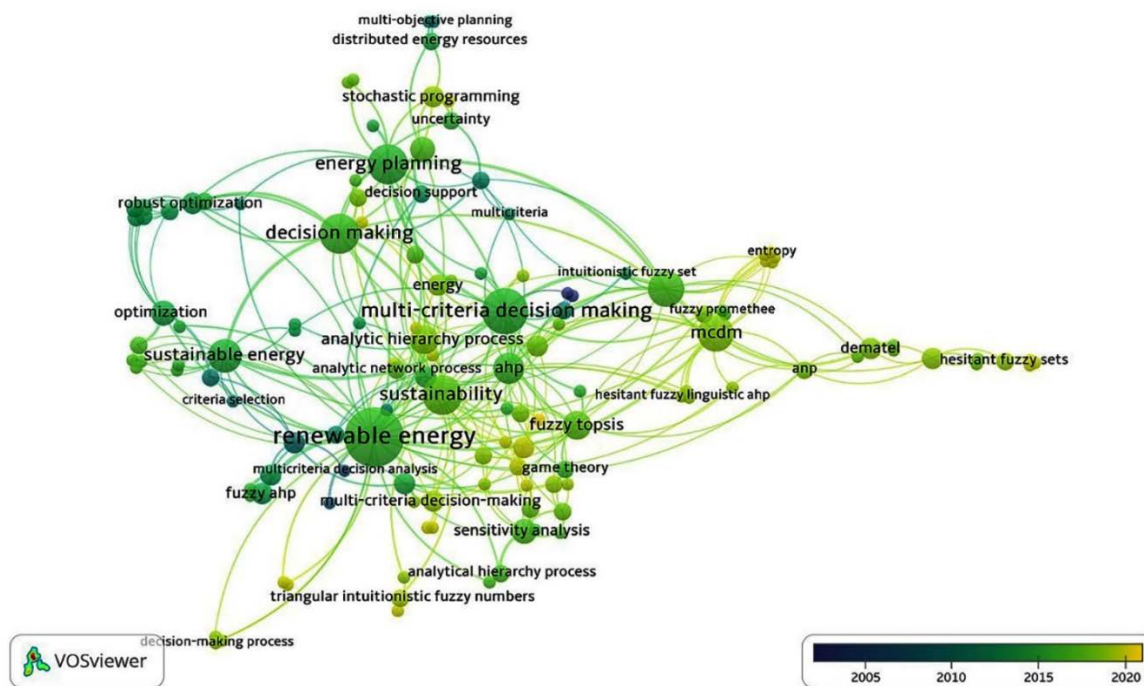 multi-objective planning
distributed energy resources
stochastic programming
uncertainty
energy planning
decision support
robust optimization
multicriteria
decision making
entropy
intuitionistic fuzzy set
energy
multi-criteria decision making
fuzzy promethee
optimization
mcdm
analytic hierarchy process
dematel
sustainable energy
hesitant fuzzy sets
analytic network process
ahp
anp
sustainability
hesitant fuzzy linguistic ahp
criteria selection
fuzzy topsis
renewable energy
multicriteria decision analysis
game theory
fuzzy ahp
multi-criteria decision-making
sensitivity analysis
analytical hierarchy process
triangular intuitionistic fuzzy numbers
decision-making process
VOSviewer
2005 2010 2015 2020